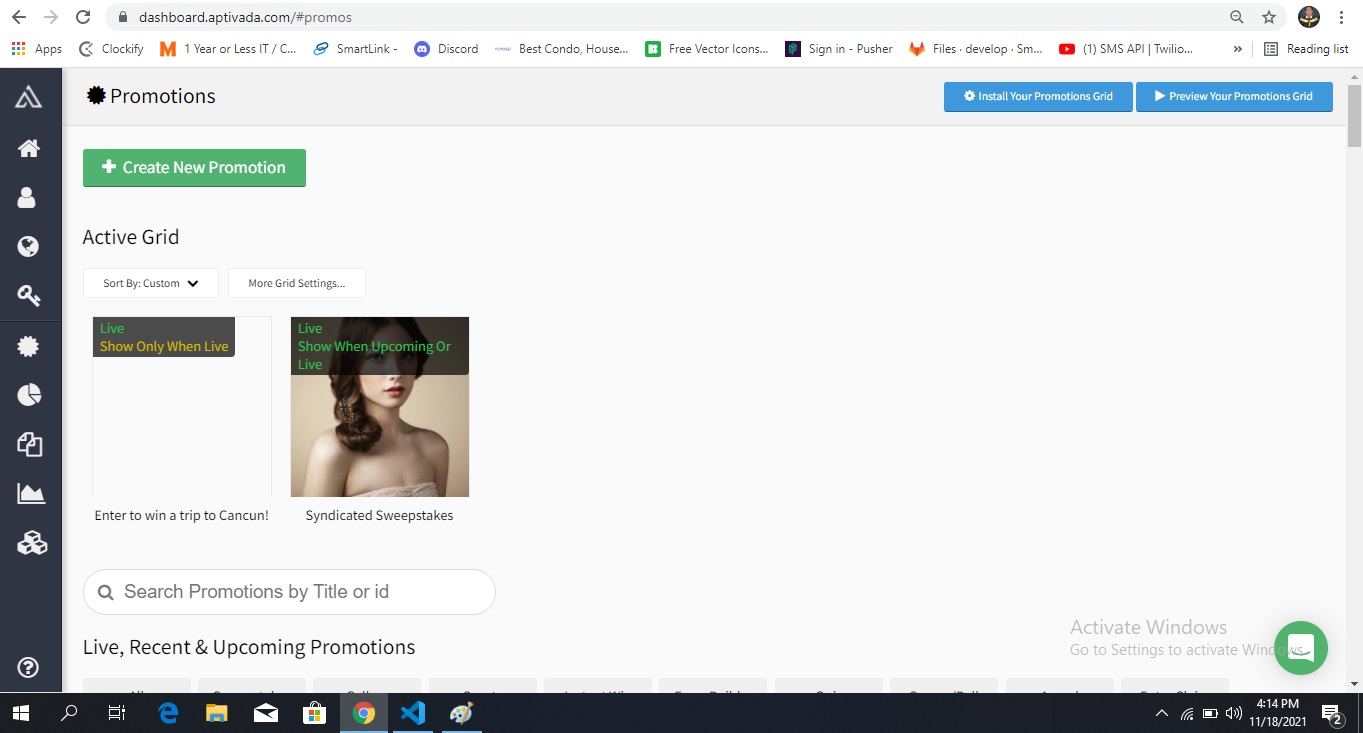 dashboard.aptivada.com/#promos
Apps Clockify 1 Year or Less IT / C... SmartLink - Discord Best Condo, House... Free Vector Icons... Sign in - Pusher Files · develop · Sm... (1) SMS API | Twilio... » Reading list
Promotions
Install Your Promotions Grid
Preview Your Promotions Grid
Create New Promotion
Active Grid
Sort By: Custom
More Grid Settings...
Live
Show Only When Live
Live
Show When Upcoming Or
Live
Enter to win a trip to Cancun!
Syndicated Sweepstakes
Search Promotions by Title or id
Live, Recent & Upcoming Promotions
Activate Windows
Go to Settings to activate Windows.
4:14 PM
11/18/2021
2